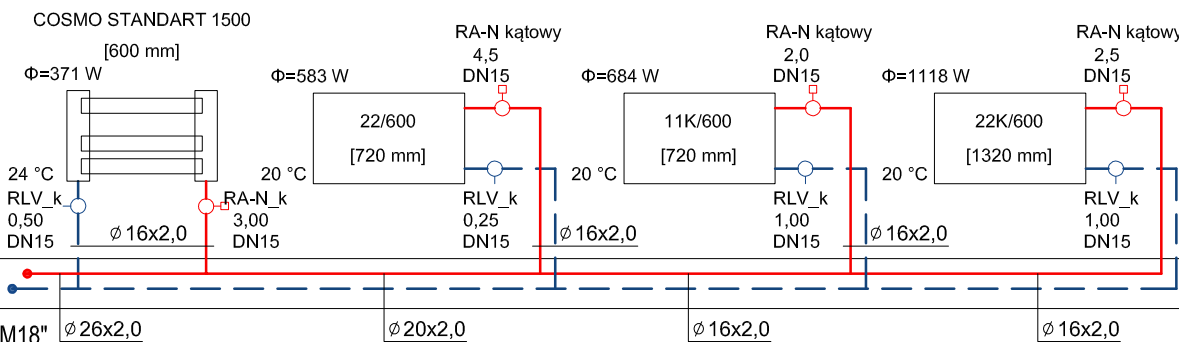 COSMO STANDART 1500
[600 mm]
Φ=371 W
24 °C
RLV_k
0,50
DN15
RA-N_k
3,00
DN15
⌀16x2,0
Φ=583 W
22/600
[720 mm]
20 °C
RA-N kątowy
4,5
DN15
RLV_k
0,25
DN15
⌀16x2,0
Φ=684 W
11K/600
[720 mm]
20 °C
RA-N kątowy
2,0
DN15
RLV_k
1,00
DN15
⌀16x2,0
Φ=1118 W
22K/600
[1320 mm]
20 °C
RA-N kątowy
2,5
DN15
RLV_k
1,00
DN15
M18"
⌀26x2,0
⌀20x2,0
⌀16x2,0
⌀16x2,0